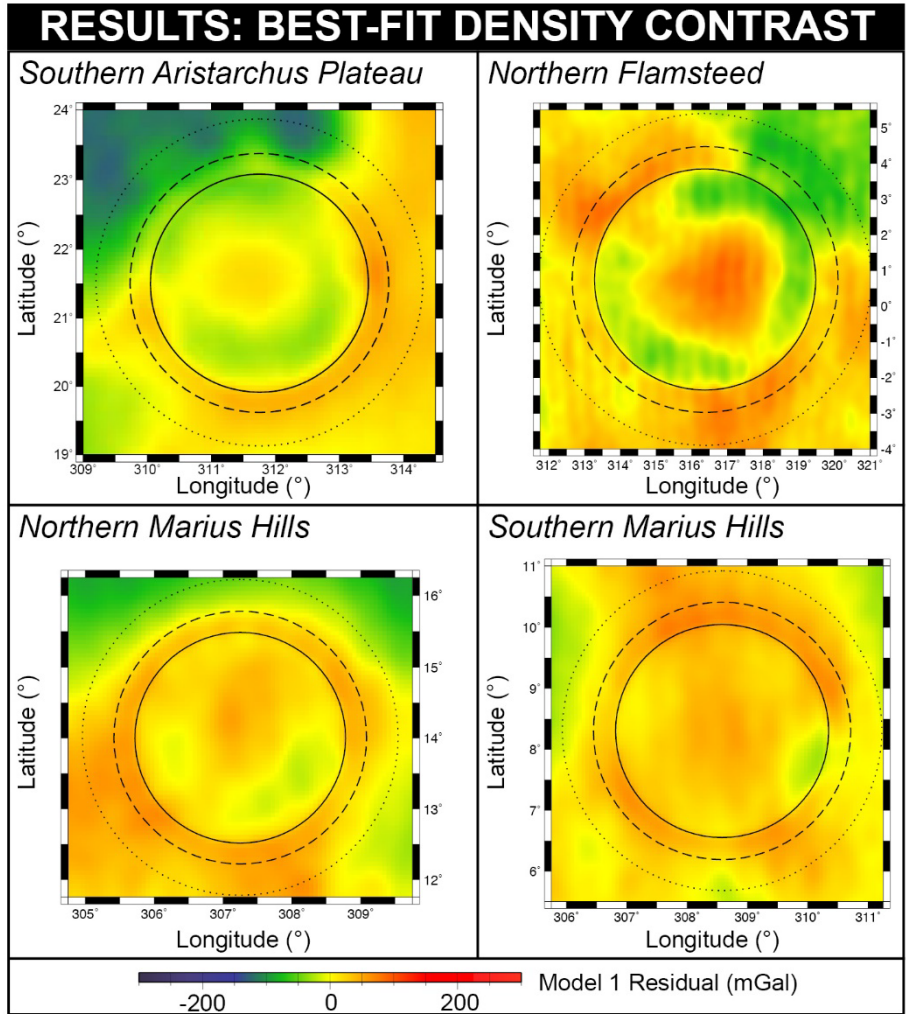 RESULTS: BEST-FIT DENSITY CONTRAST
Southern Aristarchus Plateau
24°
23°
22°
21°
20°
19°
Latitude (°)
309° 310° 311° 312° 313° 314°
Longitude (°)
Northern Flamsteed
5°
4°
3°
2°
1°
0°
-1°
-2°
-3°
-4°
Latitude (°)
312° 313° 314° 315° 316° 317° 318° 319° 320° 321°
Longitude (°)
Northern Marius Hills
16°
15°
14°
13°
12°
Latitude (°)
305° 306° 307° 308° 309°
Longitude (°)
Southern Marius Hills
11°
10°
9°
8°
7°
6°
Latitude (°)
306° 307° 308° 309° 310° 311°
Longitude (°)
-200 0 200
Model 1 Residual (mGal)